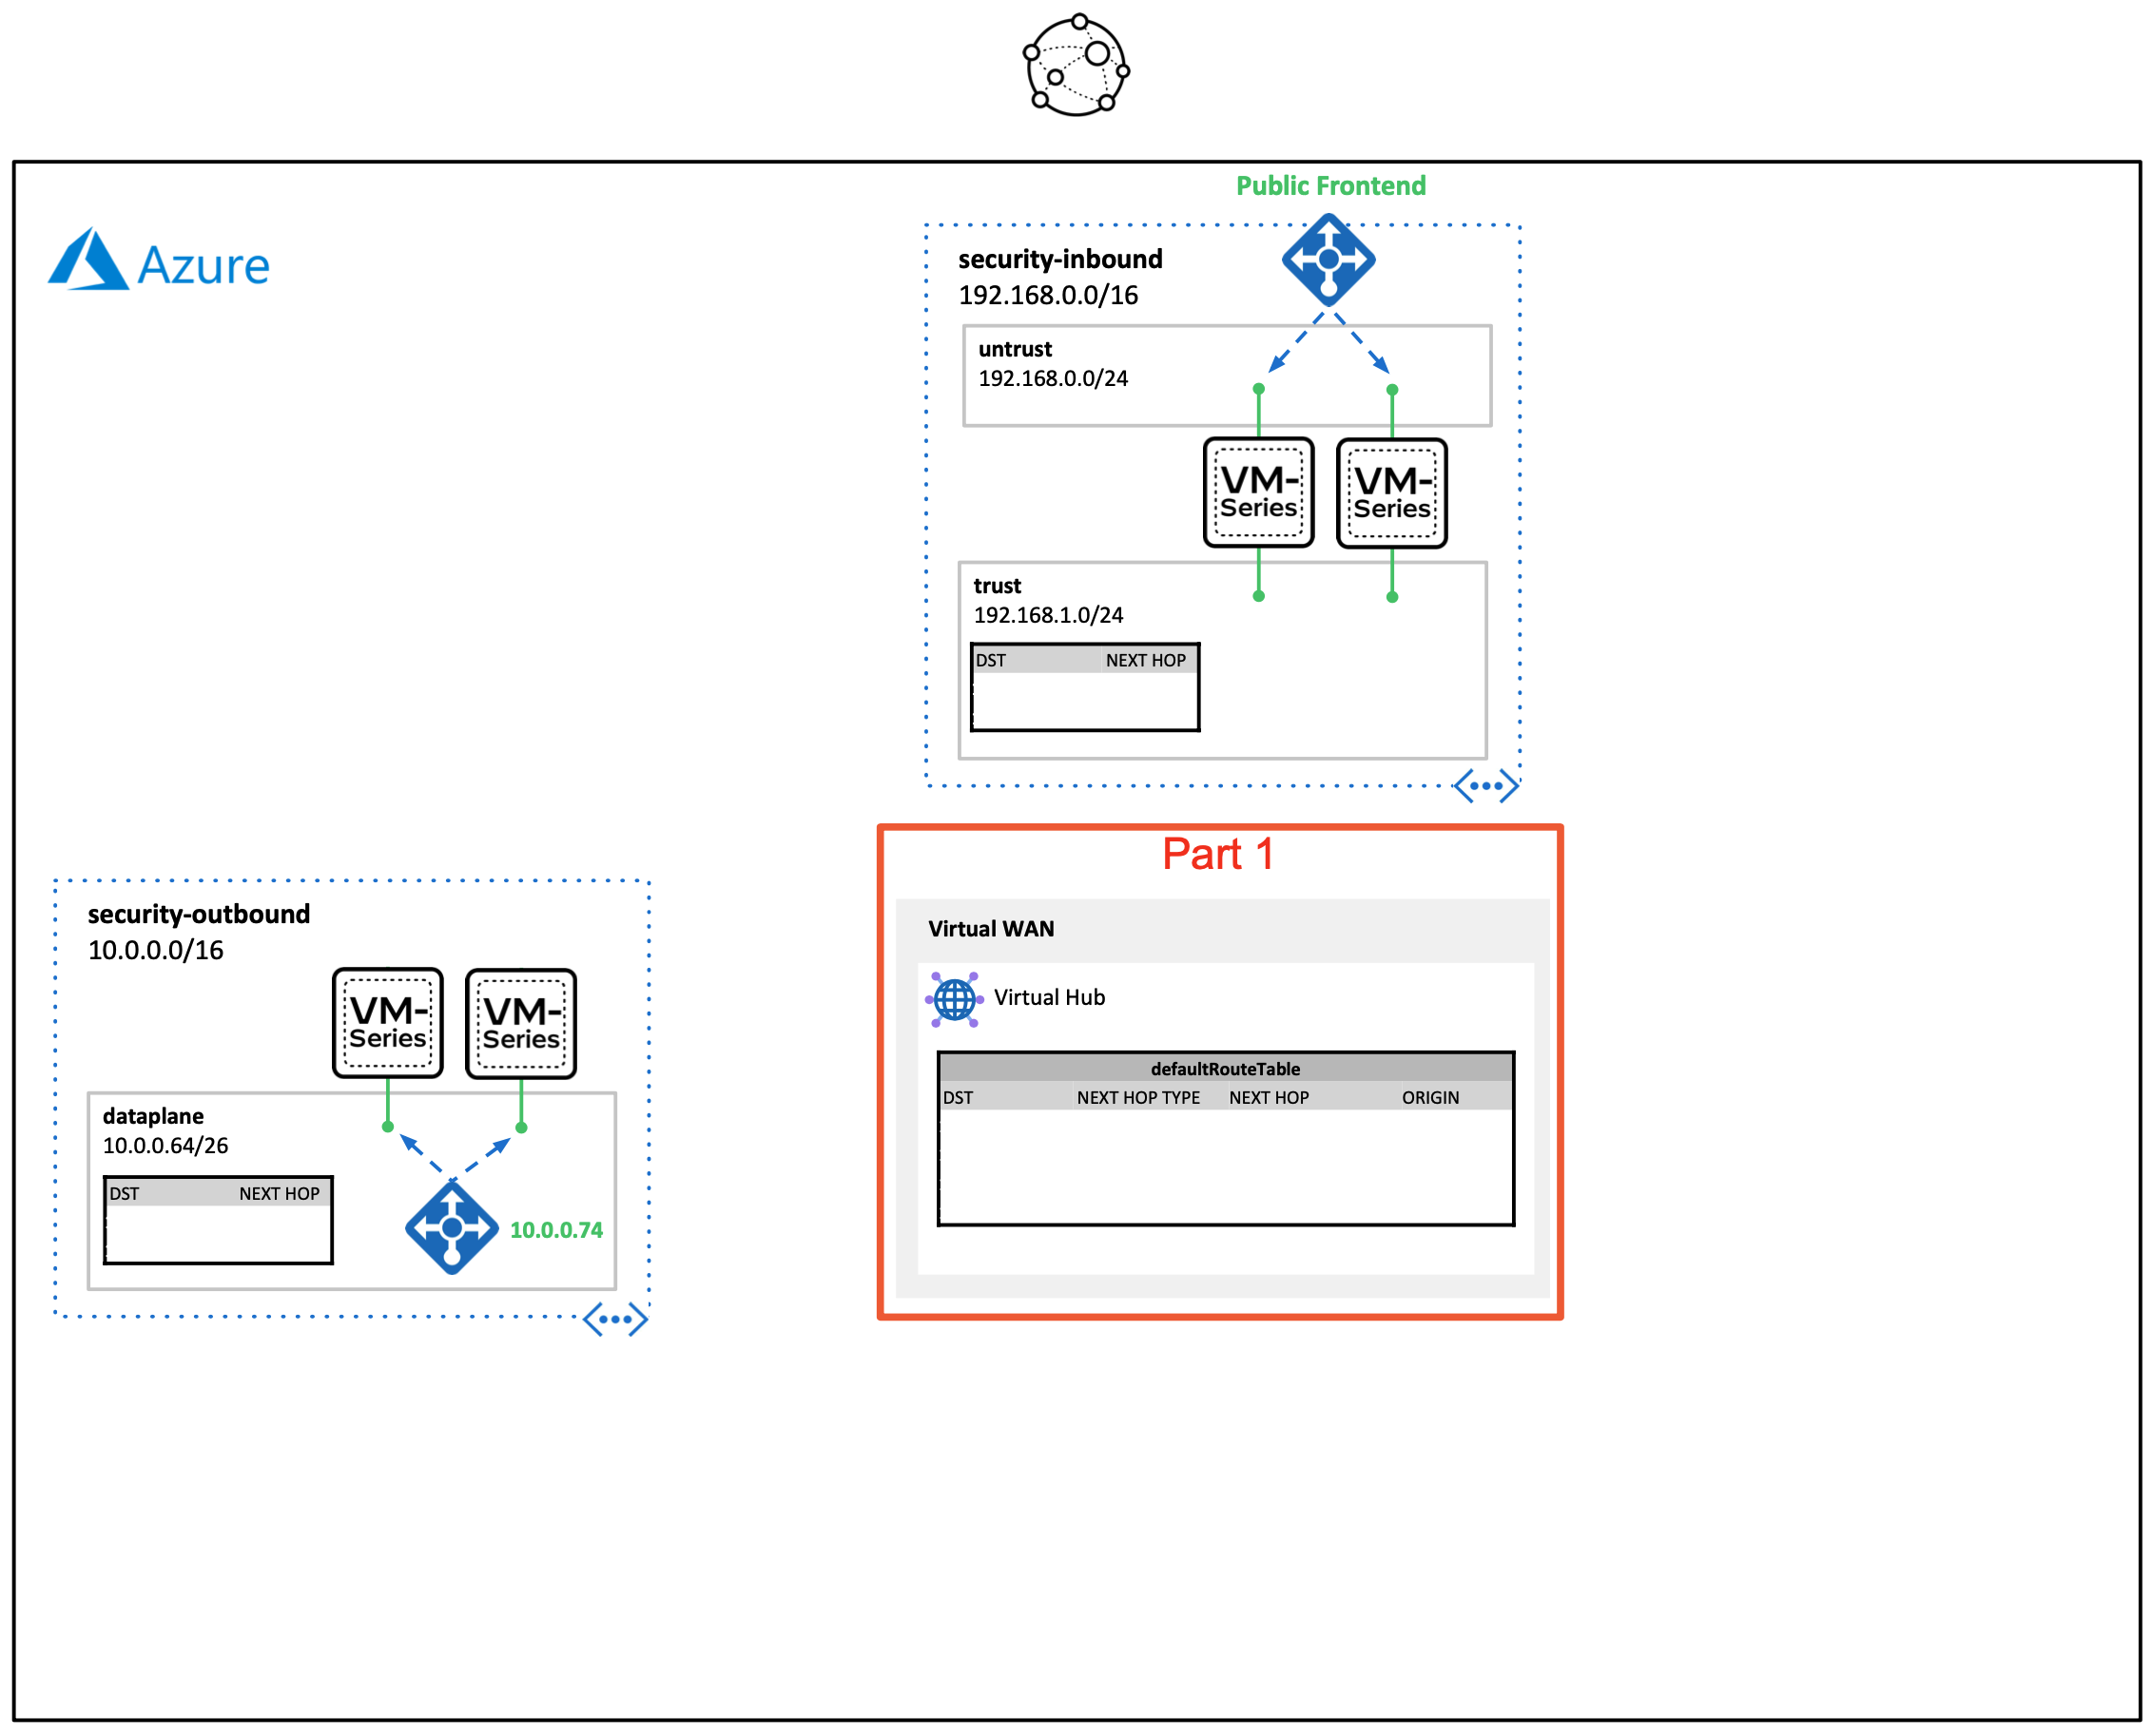 Public Frontend
Azure
security-inbound
192.168.0.0/16
untrust
192.168.0.0/24
VM-
Series
VM-
Series
trust
192.168.1.0/24
DST NEXT HOP
Part 1
security-outbound
10.0.0.0/16
VM-
Series
VM-
Series
dataplane
10.0.0.64/26
DST NEXT HOP
10.0.0.74
Virtual WAN
Virtual Hub
defaultRouteTable
DST NEXT HOP TYPE NEXT HOP ORIGIN